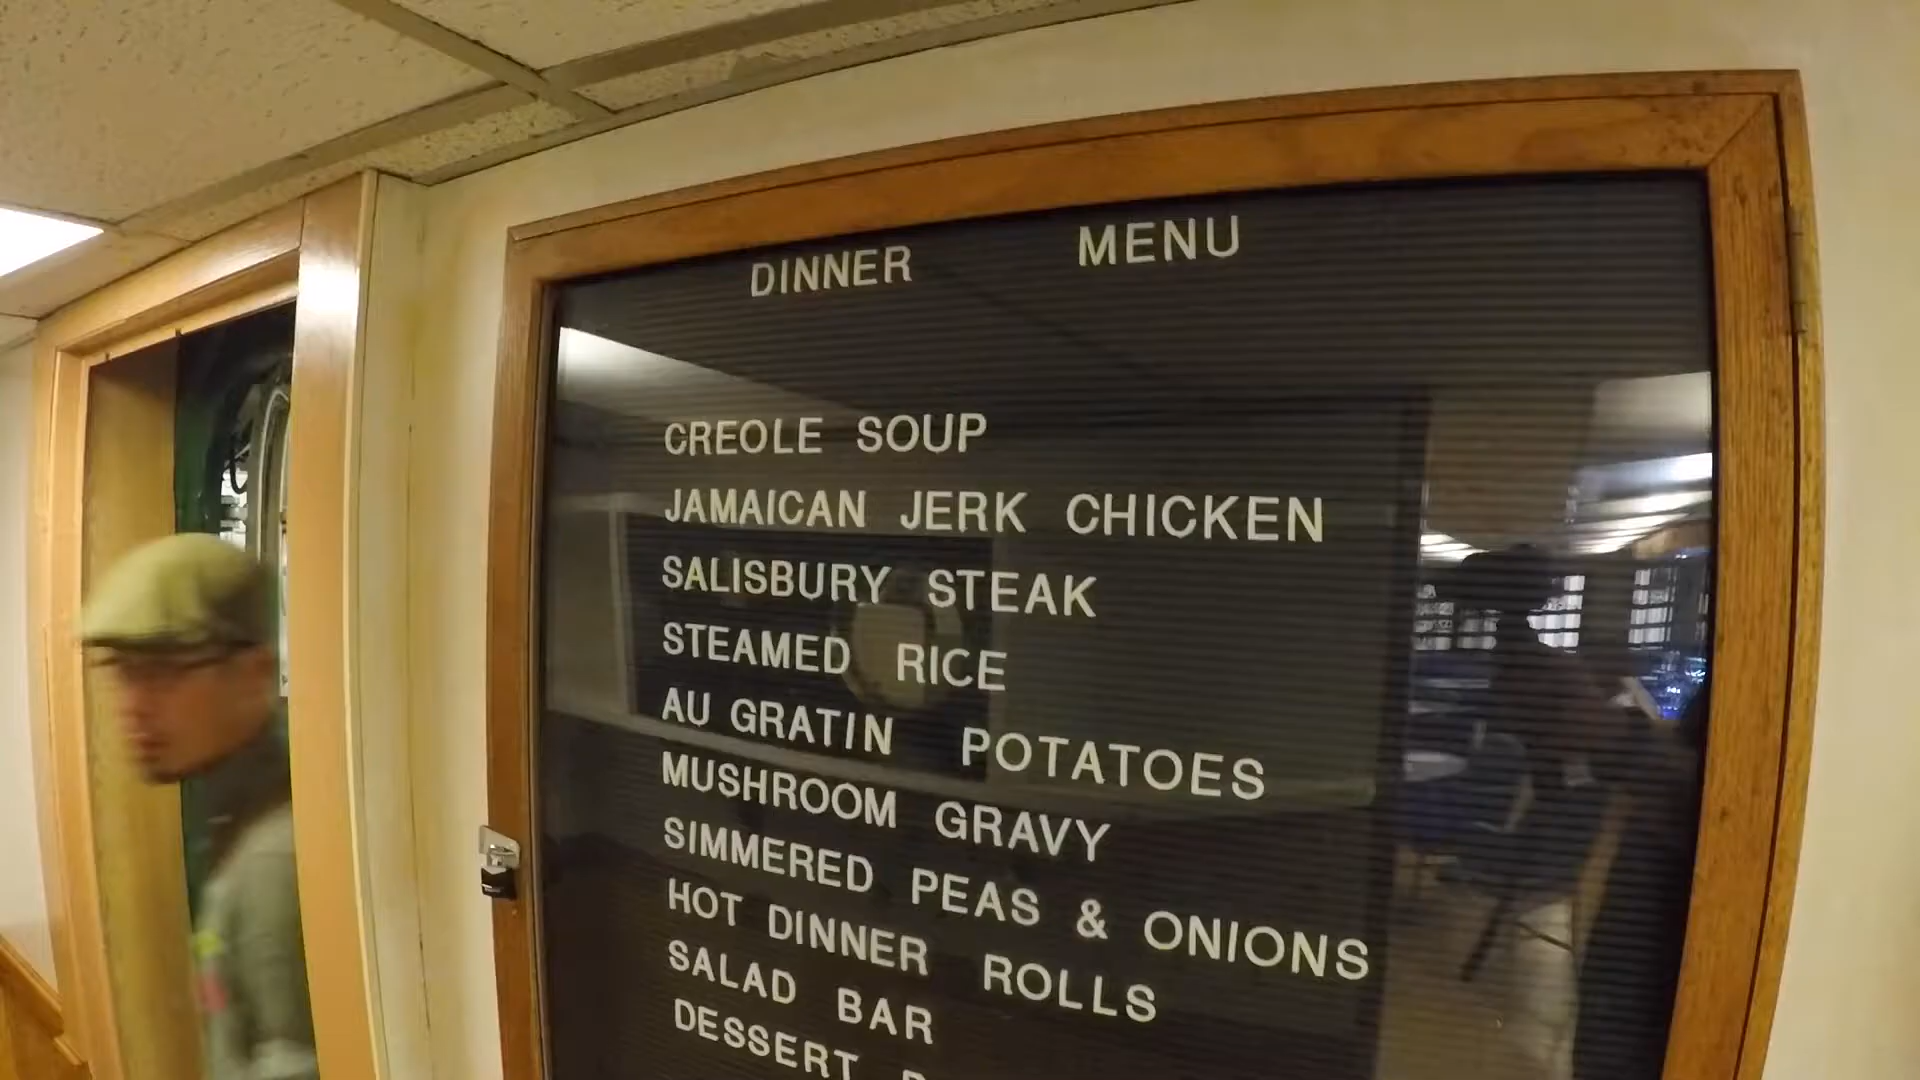 DINNER MENU
CREOLE SOUP
JAMAICAN JERK CHICKEN
SALISBURY STEAK
STEAMED RICE
AU GRATIN POTATOES
MUSHROOM GRAVY
SIMMERED PEAS & ONIONS
HOT DINNER ROLLS
SALAD BAR
DESSERT